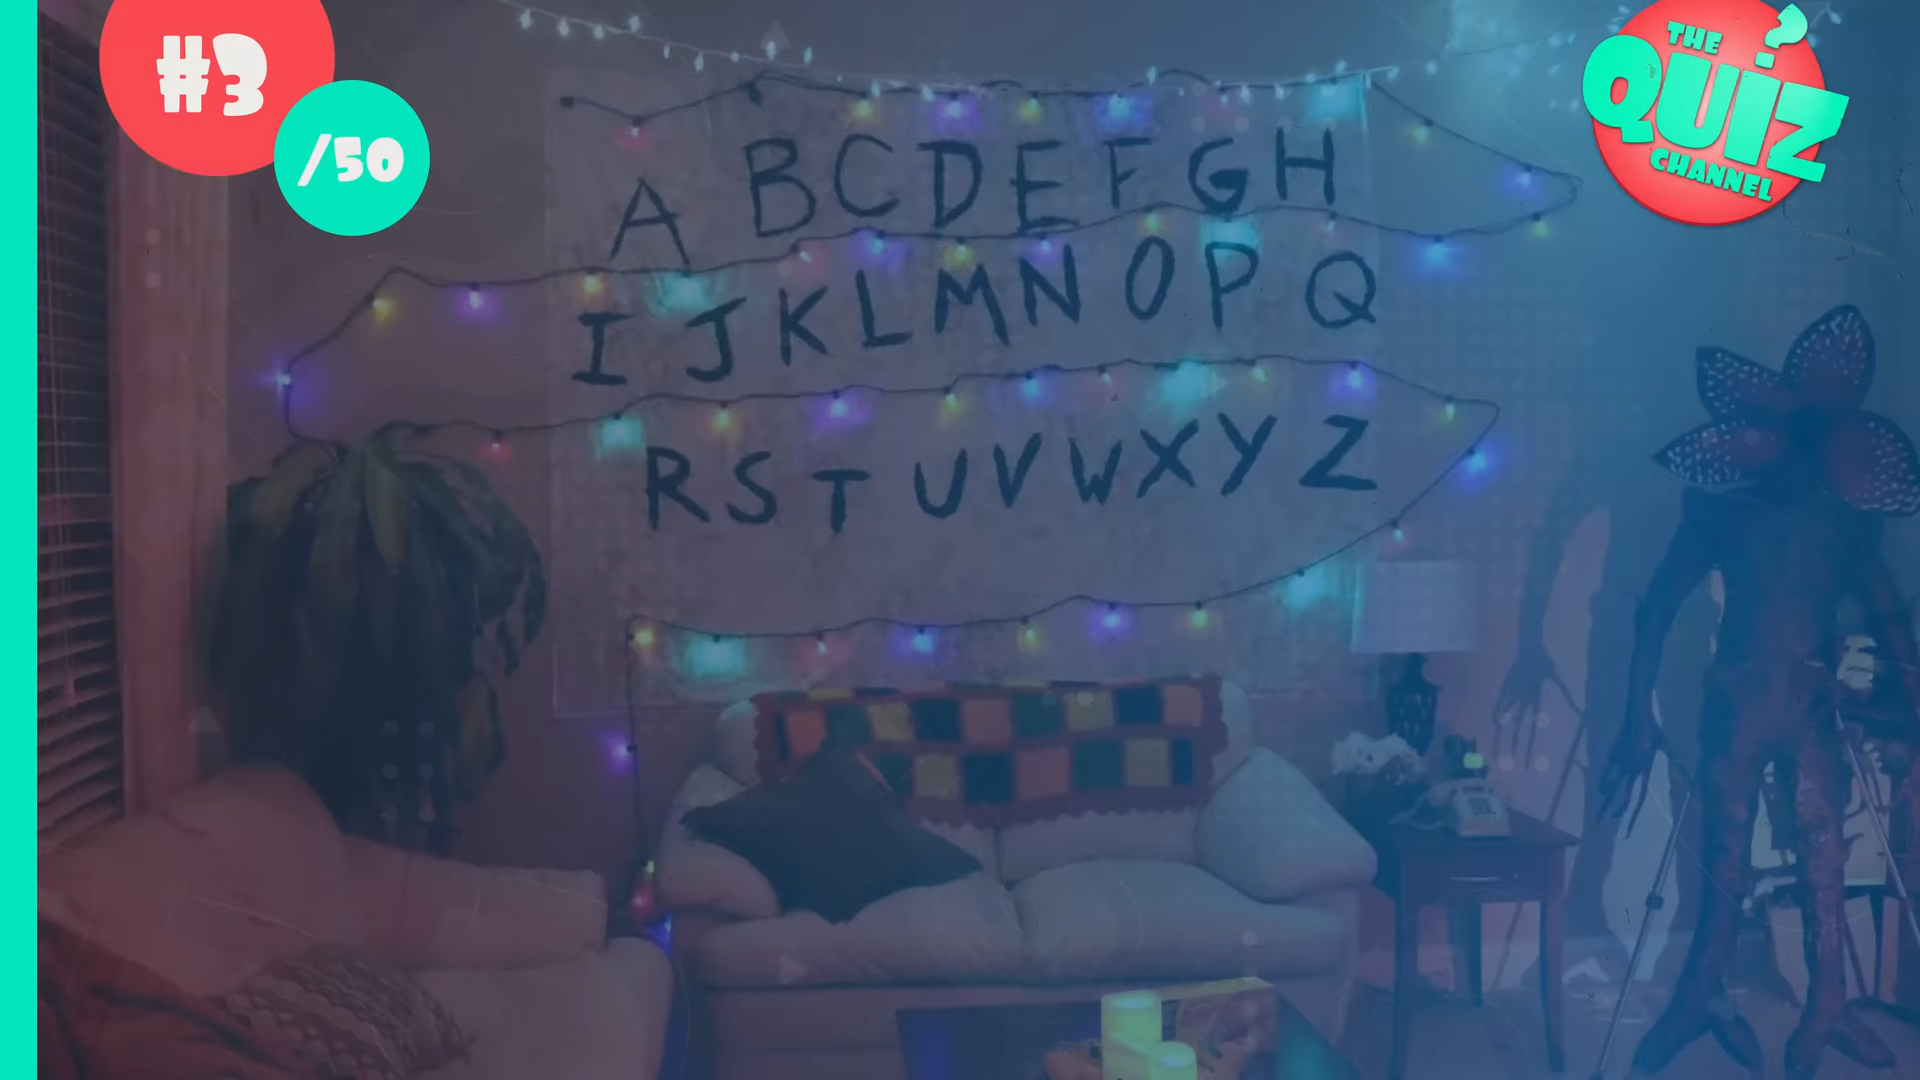 #3
/50
THE
QUIZ
CHANNEL
A B C D E F G H
I J K L M N O P Q
R S T U V W X Y Z